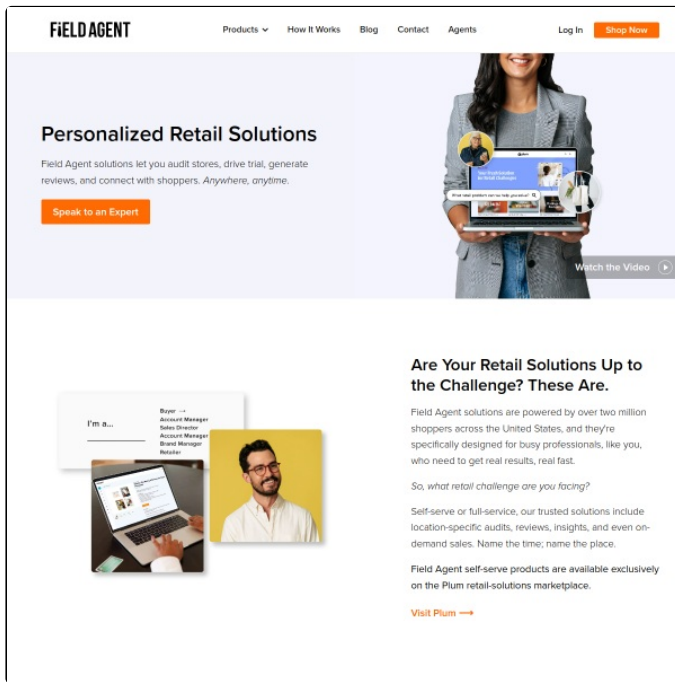 FiELD AGENT
Products
How It Works
Blog
Contact
Agents
Log In
Shop Now
Personalized Retail Solutions
Field Agent solutions let you audit stores, drive trial, generate
reviews, and connect with shoppers. Anywhere, anytime.
Speak to an Expert
Watch the Video
I'm a...
Buyer →
Account Manager
Sales Director
Account Manager
Brand Manager
Retailer
Are Your Retail Solutions Up to
the Challenge? These Are.
Field Agent solutions are powered by over two million
shoppers across the United States, and they're
specifically designed for busy professionals, like you,
who need to get real results, real fast.
So, what retail challenge are you facing?
Self-serve or full-service, our trusted solutions include
location-specific audits, reviews, insights, and even on-
demand sales. Name the time; name the place.
Field Agent self-serve products are available exclusively
on the Plum retail-solutions marketplace.
Visit Plum →